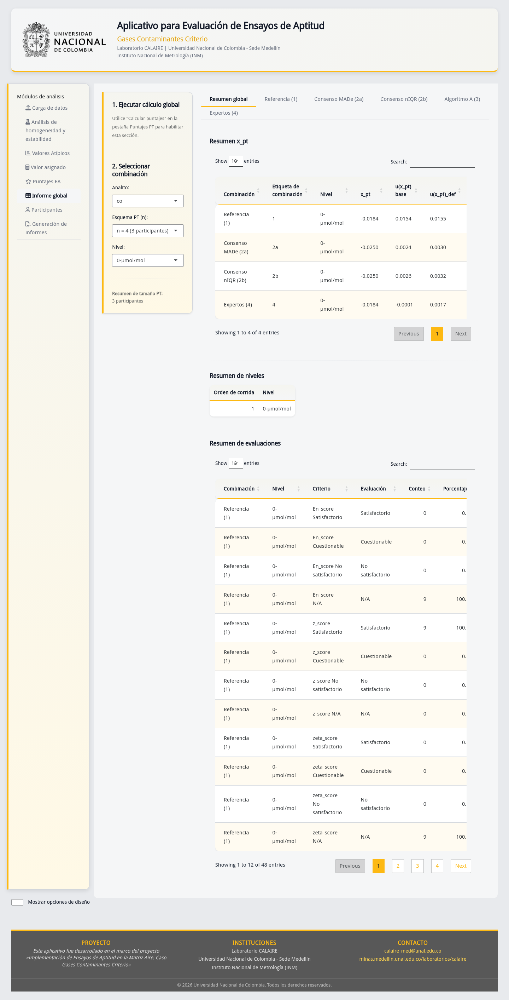 UNIVERSIDAD
NACIONAL
DE COLOMBIA
Aplicativo para Evaluación de Ensayos de Aptitud
Gases Contaminantes Criterio
Laboratorio CALAIRE | Universidad Nacional de Colombia - Sede Medellín
Instituto Nacional de Metrología (INM)
Módulos de análisis
Carga de datos
Análisis de
homogeneidad y
estabilidad
Valores Atípicos
Valor asignado
Puntajes EA
Informe global
Participantes
Generación de
informes
1. Ejecutar cálculo global
Utilice "Calcular puntajes" en la
pestaña Puntajes PT para habilitar
esta sección.
2. Seleccionar
combinación
Analito:
co
Esquema PT (n):
n = 4 (3 participantes)
Nivel:
0-μmol/mol
Resumen de tamaño PT:
3 participantes
Resumen global Referencia (1) Consenso MADe (2a) Consenso nIQR (2b) Algoritmo A (3)
Expertos (4)
Resumen x_pt
Show 10 entries Search:
Combinación Etiqueta de combinación Nivel x_pt u(x_pt) base u(x_pt)_def
Referencia (1) 1 0-μmol/mol -0.0184 0.0154 0.0155
Consenso MADe (2a) 2a 0-μmol/mol -0.0250 0.0024 0.0030
Consenso nIQR (2b) 2b 0-μmol/mol -0.0250 0.0026 0.0032
Expertos (4) 4 0-μmol/mol -0.0184 -0.0001 0.0017
Showing 1 to 4 of 4 entries Previous 1 Next
Resumen de niveles
Orden de corrida Nivel
1 0-μmol/mol
Resumen de evaluaciones
Show 12 entries Search:
Combinación Nivel Criterio Evaluación Conteo Porcentaje
Referencia (1) 0-μmol/mol En_score Satisfactorio Satisfactorio 0 0.
Referencia (1) 0-μmol/mol En_score Cuestionable Cuestionable 0 0.
Referencia (1) 0-μmol/mol En_score No satisfactorio No satisfactorio 0 0.
Referencia (1) 0-μmol/mol En_score N/A N/A 9 100.
Referencia (1) 0-μmol/mol z_score Satisfactorio Satisfactorio 9 100.
Referencia (1) 0-μmol/mol z_score Cuestionable Cuestionable 0 0.
Referencia (1) 0-μmol/mol z_score No satisfactorio No satisfactorio 0 0.
Referencia (1) 0-μmol/mol z_score N/A N/A 0 0.
Referencia (1) 0-μmol/mol zeta_score Satisfactorio Satisfactorio 0 0.
Referencia (1) 0-μmol/mol zeta_score Cuestionable Cuestionable 0 0.
Referencia (1) 0-μmol/mol zeta_score No satisfactorio No satisfactorio 0 0.
Referencia (1) 0-μmol/mol zeta_score N/A N/A 9 100.
Showing 1 to 12 of 48 entries Previous 1 2 3 4 Next
Mostrar opciones de diseño
PROYECTO
Este aplicativo fue desarrollado en el marco del proyecto
«Implementación de Ensayos de Aptitud en la Matriz Aire. Caso
Gases Contaminantes Criterio»
INSTITUCIONES
Laboratorio CALAIRE
Universidad Nacional de Colombia - Sede Medellín
Instituto Nacional de Metrología (INM)
CONTACTO
calaire_med@unal.edu.co
minas.medellin.unal.edu.co/laboratorios/calaire
© 2026 Universidad Nacional de Colombia. Todos los derechos reservados.